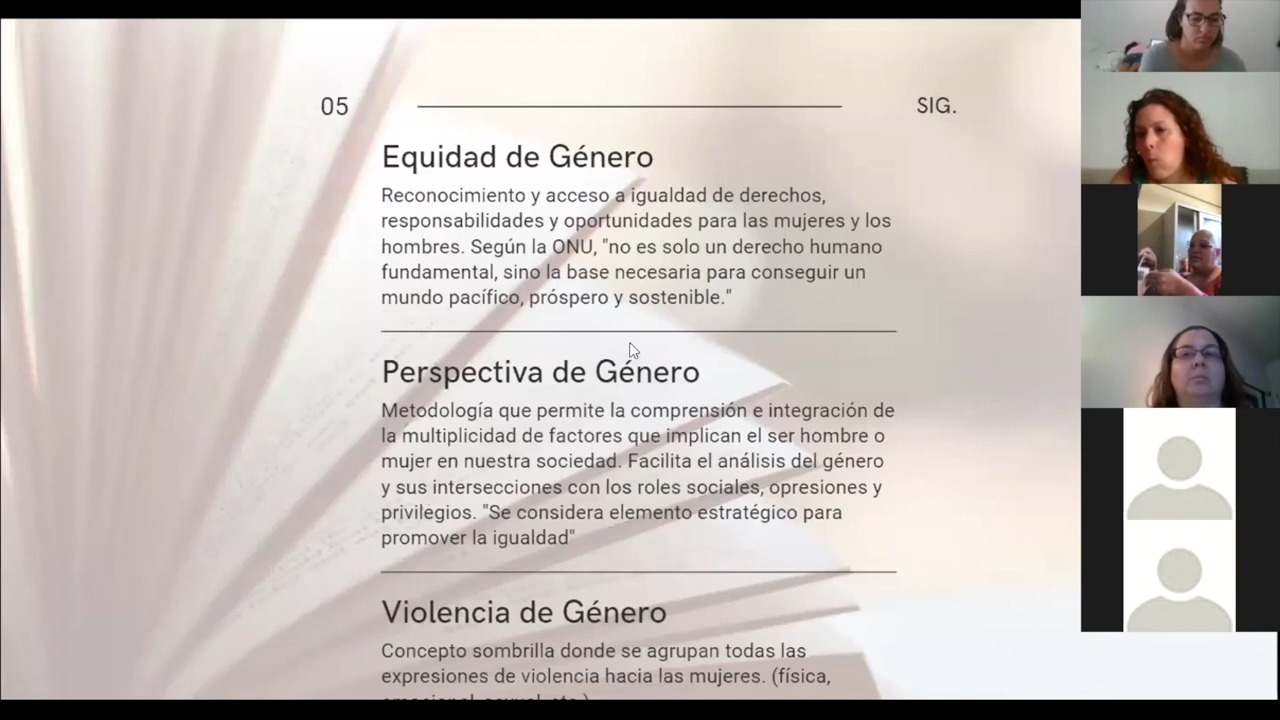 05
SIG.
Equidad de Género
Reconocimiento y acceso a igualdad de derechos,
responsabilidades y oportunidades para las mujeres y los
hombres. Según la ONU, "no es solo un derecho humano
fundamental, sino la base necesaria para conseguir un
mundo pacífico, próspero y sostenible."
Perspectiva de Género
Metodología que permite la comprensión e integración de
la multiplicidad de factores que implican el ser hombre o
mujer en nuestra sociedad. Facilita el análisis del género
y sus intersecciones con los roles sociales, opresiones y
privilegios. "Se considera elemento estratégico para
promover la igualdad"
Violencia de Género
Concepto sombrilla donde se agrupan todas las
expresiones de violencia hacia las mujeres. (física,